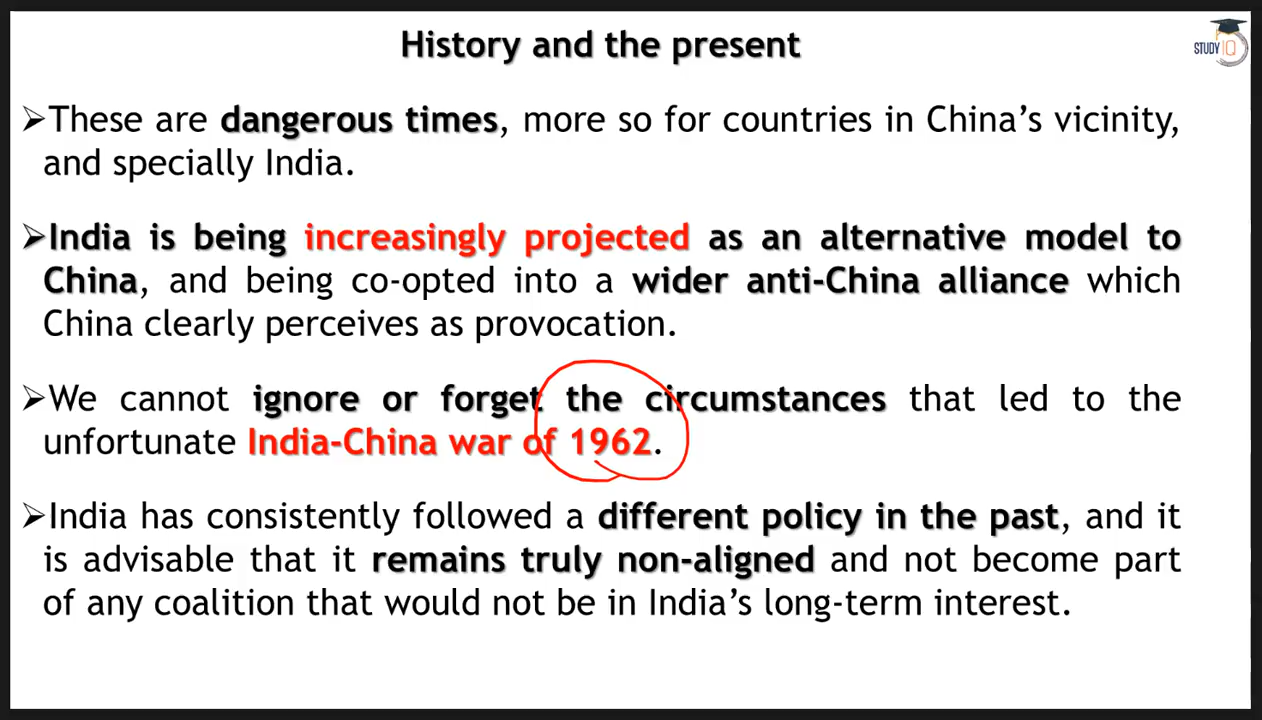 History and the present
STUDY IQ
➢These are dangerous times, more so for countries in China's vicinity,
and specially India.
➢India is being increasingly projected as an alternative model to
China, and being co-opted into a wider anti-China alliance which
China clearly perceives as provocation.
➢We cannot ignore or forget the circumstances that led to the
unfortunate India-China war of 1962.
➢India has consistently followed a different policy in the past, and it
is advisable that it remains truly non-aligned and not become part
of any coalition that would not be in India's long-term interest.